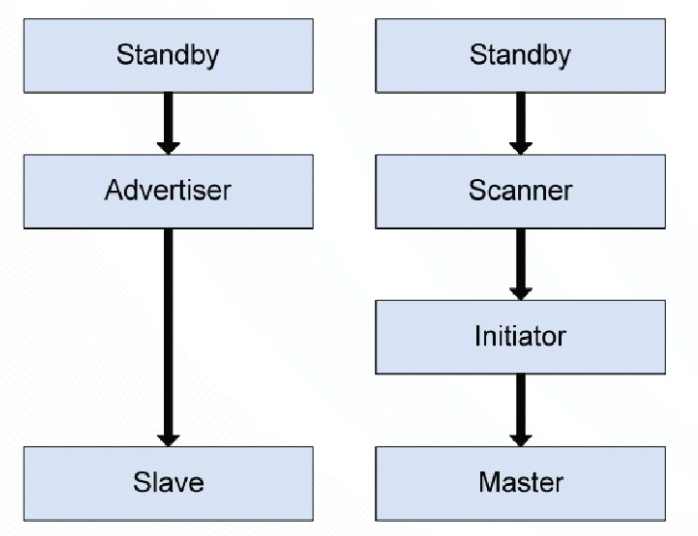 Standby
Standby
Advertiser
Scanner
Initiator
Slave
Master